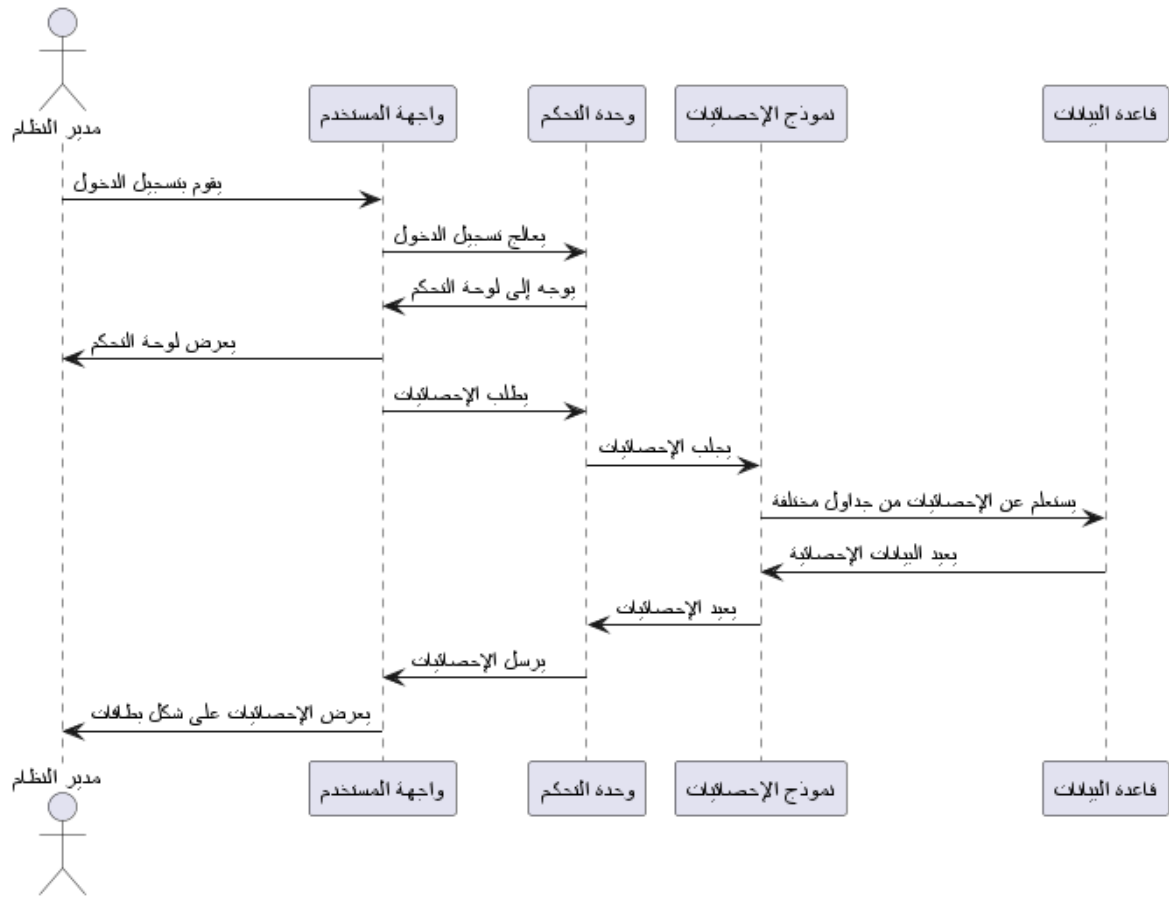 مدير النظام
واجهة المستخدم
وحدة التحكم
نموذج الإحصائيات
قاعدة البيانات
يقوم بتسجيل الدخول
يعالج تسجيل الدخول
يوجه إلى لوحة التحكم
يعرض لوحة التحكم
يطلب الإحصائيات
يجلب الإحصائيات
يستعلم عن الإحصائيات من جداول مختلفة
يعيد البيانات الإحصائية
يعيد الإحصائيات
يرسل الإحصائيات
يعرض الإحصائيات على شكل بطاقات
مدير النظام
واجهة المستخدم
وحدة التحكم
نموذج الإحصائيات
قاعدة البيانات